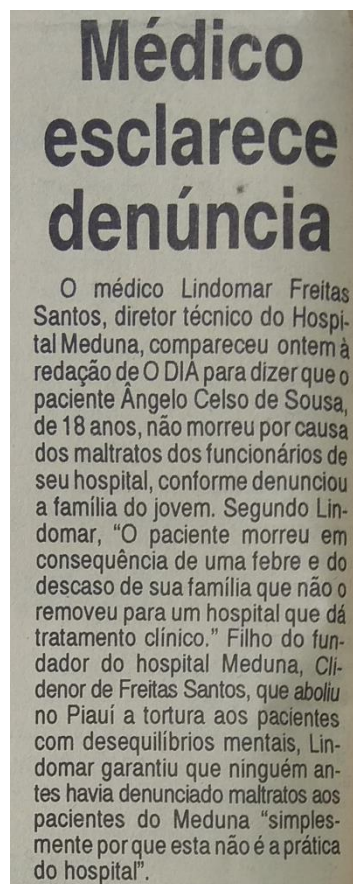 Médico
esclarece
denúncia
O médico Lindomar Freitas
Santos, diretor técnico do Hospi-
tal Meduna, compareceu ontem à
redação de O DIA para dizer que o
paciente Ângelo Celso de Sousa,
de 18 anos, não morreu por causa
dos maltratos dos funcionários de
seu hospital, conforme denunciou
a família do jovem. Segundo Lin-
domar, “O paciente morreu em
consequência de uma febre e do
descaso de sua família que não o
removeu para um hospital que dá
tratamento clínico.” Filho do fun-
dador do hospital Meduna, Cli-
denor de Freitas Santos, que aboliu
no Piauí a tortura aos pacientes
com desequilíbrios mentais, Lin-
domar garantiu que ninguém an-
tes havia denunciado maltratos aos
pacientes do Meduna “simples-
mente por que esta não é a prática
do hospital”.